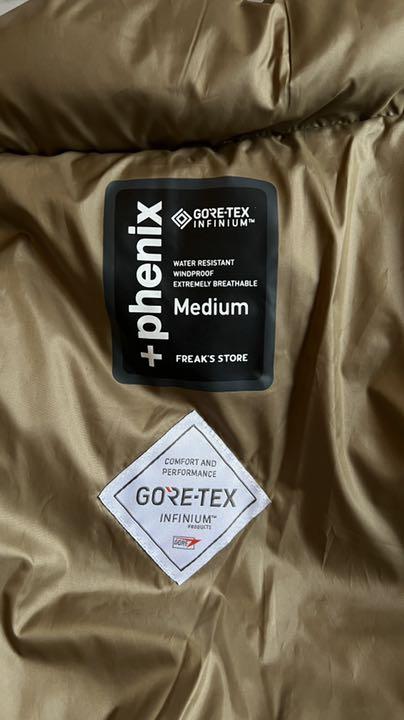 +phenix
GORE-TEX
INFINIUM™
WATER RESISTANT
WINDPROOF
EXTREMELY BREATHABLE
Medium
FREAK'S STORE
COMFORT AND
PERFORMANCE
GORE-TEX
INFINIUM™
PRODUCTS
GORE